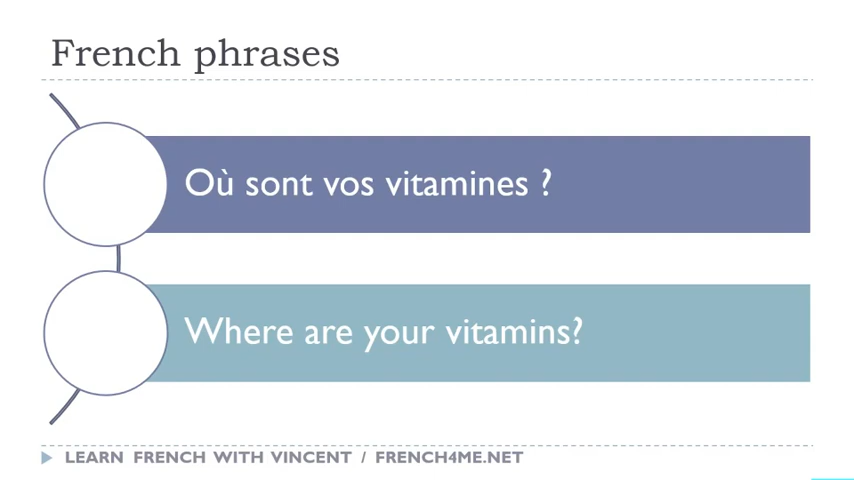 French phrases
Où sont vos vitamines ?
Where are your vitamins?
LEARN FRENCH WITH VINCENT / FRENCH4ME.NET